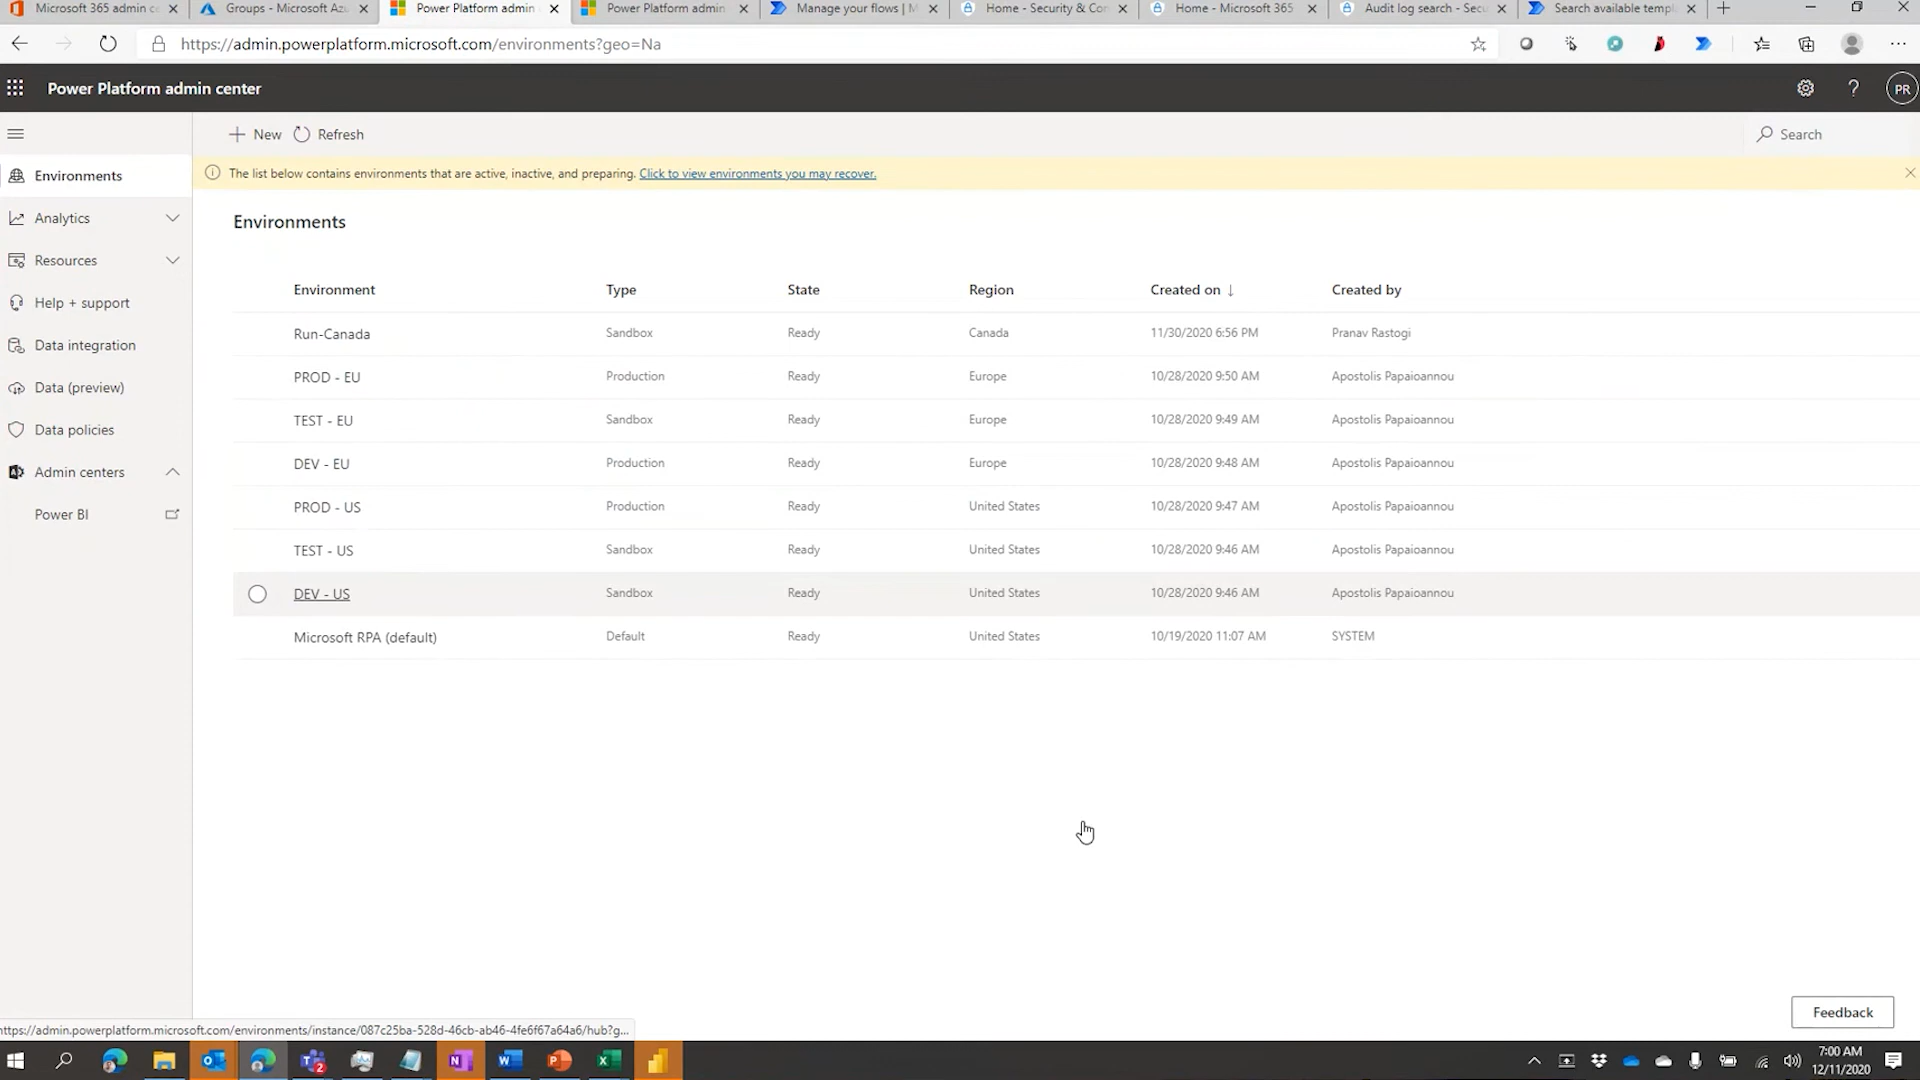 Microsoft 365 admin ce
Groups - Microsoft Azu
Power Platform admin
Power Platform admin
Manage your flows | M
Home - Security & Con
Home - Microsoft 365
Audit log search - Secu
Search available templ
https://admin.powerplatform.microsoft.com/environments?geo=Na
Power Platform admin center
?
PR
New
Refresh
Search
Environments
Analytics
Resources
Help + support
Data integration
Data (preview)
Data policies
Admin centers
Power BI
The list below contains environments that are active, inactive, and preparing. Click to view environments you may recover.
Environments
Environment Type State Region Created on ↓ Created by
Run-Canada Sandbox Ready Canada 11/30/2020 6:56 PM Pranav Rastogi
PROD - EU Production Ready Europe 10/28/2020 9:50 AM Apostolis Papaioannou
TEST - EU Sandbox Ready Europe 10/28/2020 9:49 AM Apostolis Papaioannou
DEV - EU Production Ready Europe 10/28/2020 9:48 AM Apostolis Papaioannou
PROD - US Production Ready United States 10/28/2020 9:47 AM Apostolis Papaioannou
TEST - US Sandbox Ready United States 10/28/2020 9:46 AM Apostolis Papaioannou
DEV - US Sandbox Ready United States 10/28/2020 9:46 AM Apostolis Papaioannou
Microsoft RPA (default) Default Ready United States 10/19/2020 11:07 AM SYSTEM
Feedback
https://admin.powerplatform.microsoft.com/environments/instance/087c25ba-528d-46cb-ab46-4fe6f67a64a6/hub?g...
7:00 AM
12/11/2020